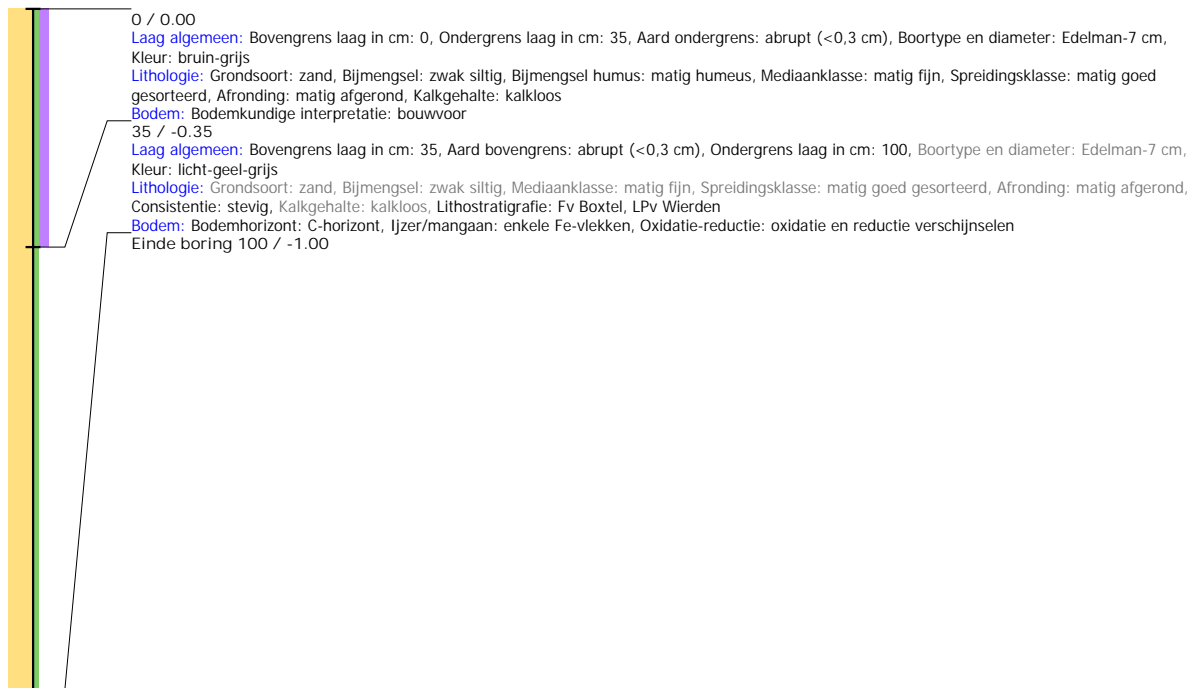 0 / 0.00
Laag algemeen: Bovengrens laag in cm: 0, Ondergrens laag in cm: 35, Aard ondergrens: abrupt (<0,3 cm), Boortype en diameter: Edelman-7 cm,
Kleur: bruin-grijs
Lithologie: Grondsoort: zand, Bijmengsel: zwak siltig, Bijmengsel humus: matig humeus, Mediaanklasse: matig fijn, Spreidingsklasse: matig goed
gesorteerd, Afronding: matig afgerond, Kalkgehalte: kalkloos
Bodem: Bodemkundige interpretatie: bouwvoor
35 / -0.35
Laag algemeen: Bovengrens laag in cm: 35, Aard bovengrens: abrupt (<0,3 cm), Ondergrens laag in cm: 100, Boortype en diameter: Edelman-7 cm,
Kleur: licht-geel-grijs
Lithologie: Grondsoort: zand, Bijmengsel: zwak siltig, Mediaanklasse: matig fijn, Spreidingsklasse: matig goed gesorteerd, Afronding: matig afgerond,
Consistentie: stevig, Kalkgehalte: kalkloos, Lithostratigrafie: Fv Boxtel, LPv Wierden
Bodem: Bodemhorizont: C-horizont, Ijzer/mangaan: enkele Fe-vlekken, Oxidatie-reductie: oxidatie en reductie verschijnselen
Einde boring 100 / -1.00